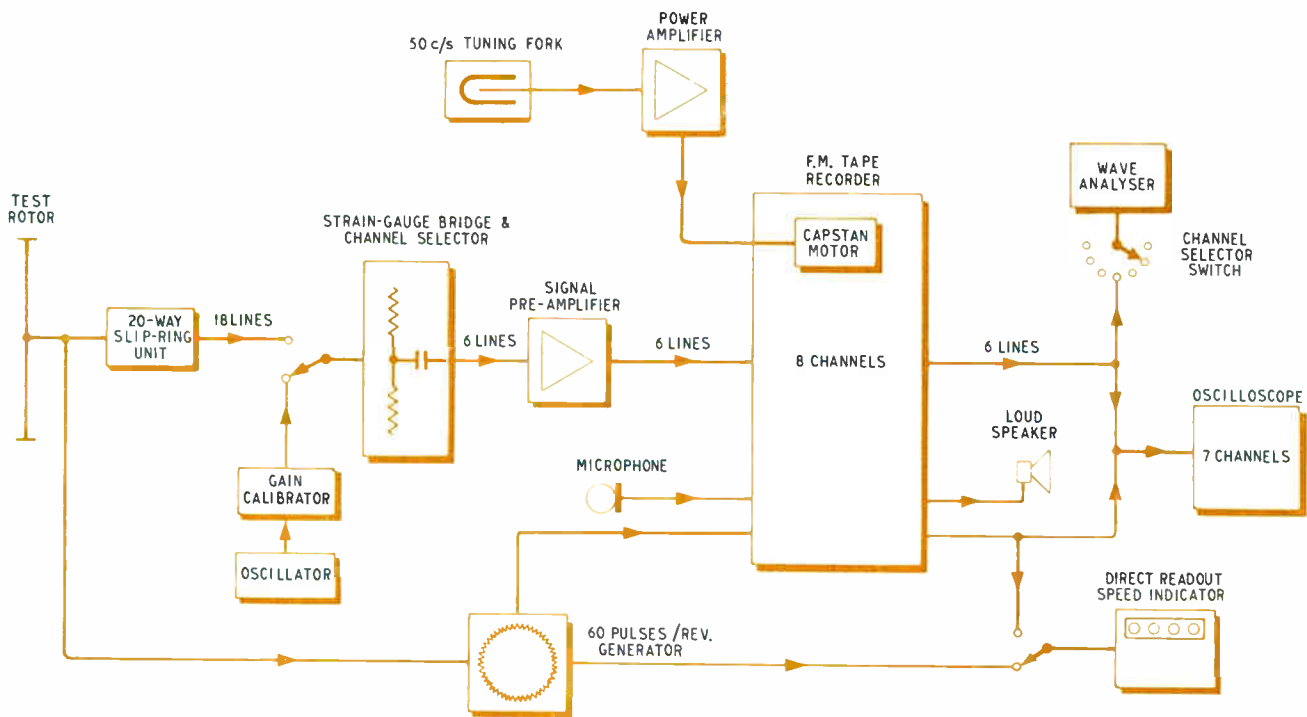 POWER
AMPLIFIER
50 c/s TUNING FORK
F.M. TAPE
RECORDER
WAVE
ANALYSER
TEST
ROTOR
STRAIN-GAUGE BRIDGE &
CHANNEL SELECTOR
CAPSTAN
MOTOR
CHANNEL
SELECTOR
SWITCH
SIGNAL
PRE-AMPLIFIER
20-WAY
SLIP-RING
UNIT
18 LINES
6 LINES
6 LINES
8 CHANNELS
6 LINES
OSCILLOSCOPE
7 CHANNELS
LOUD
SPEAKER
MICROPHONE
GAIN
CALIBRATOR
OSCILLATOR
DIRECT READOUT
SPEED INDICATOR
60 PULSES/REV.
GENERATOR